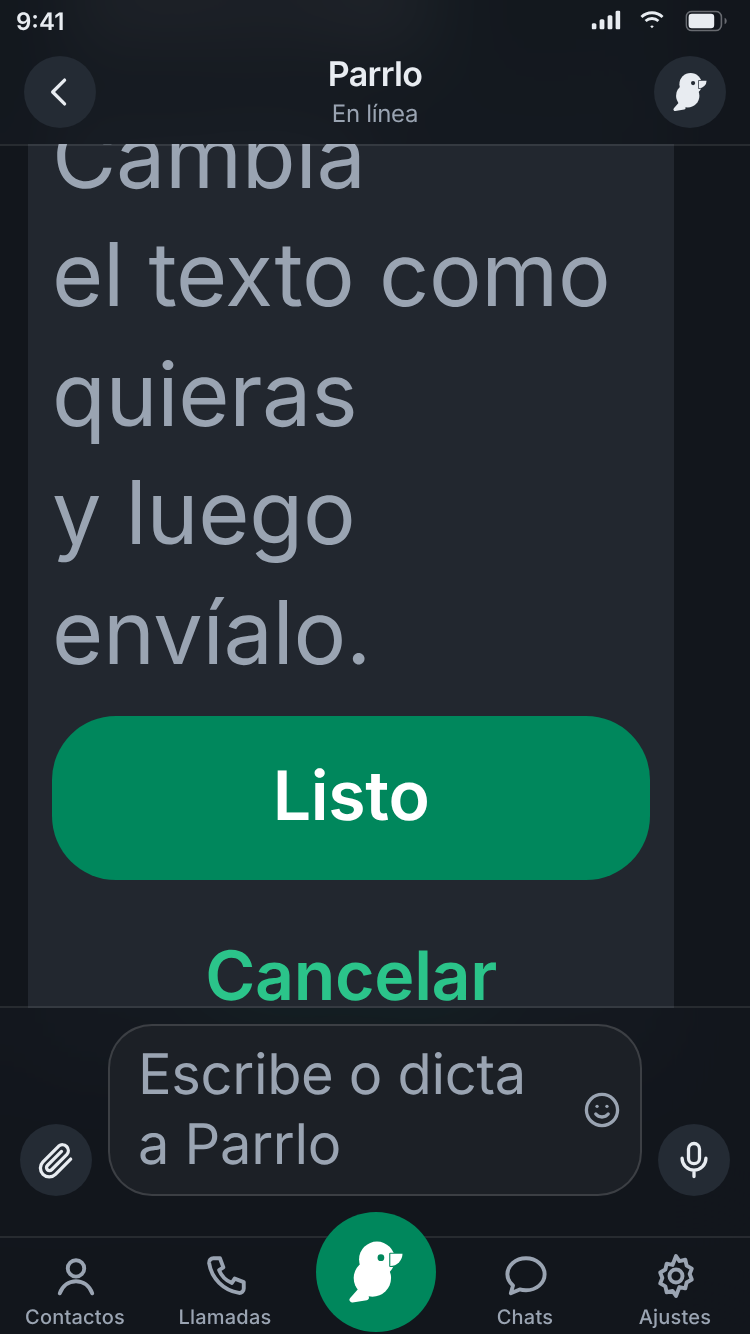 9:41
Parrlo
En línea
Cambia
el texto como
quieras
y luego
envíalo.
Listo
Cancelar
Escribe o dicta
a Parrlo
Contactos
Llamadas
Chats
Ajustes